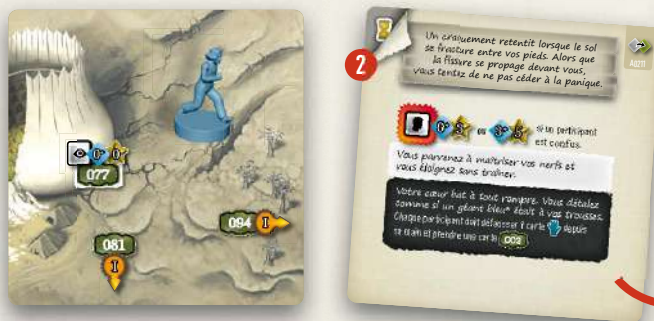 0+ 0
077
094 I
081
I
2
Un craquement retentit lorsque le sol
se fracture entre vos pieds. Alors que
la fissure se propage devant vous,
vous tentez de ne pas céder à la panique.
ou
si un participant
est confus.
Vous parvenez à maîtriser vos nerfs et
vous éloignez sans traîner.
Votre cœur bat à tout rompre. Vous détalez
comme si un géant bleu* était à vos trousses.
Chaque participant doit défausser 1 carte depuis
sa main et prendre une carte 002